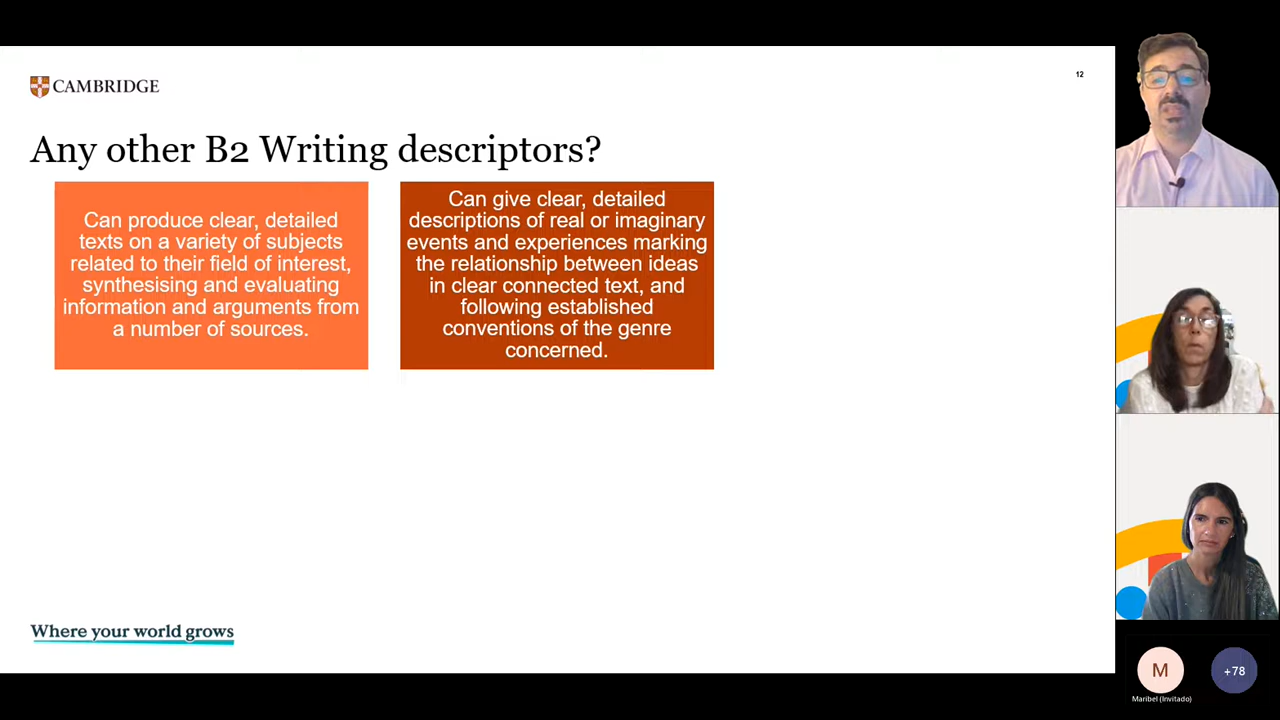 12
CAMBRIDGE
Any other B2 Writing descriptors?
Can produce clear, detailed
texts on a variety of subjects
related to their field of interest,
synthesising and evaluating
information and arguments from
a number of sources.
Can give clear, detailed
descriptions of real or imaginary
events and experiences marking
the relationship between ideas
in clear connected text, and
following established
conventions of the genre
concerned.
Where your world grows
M
+78
Maribel (Invitado)